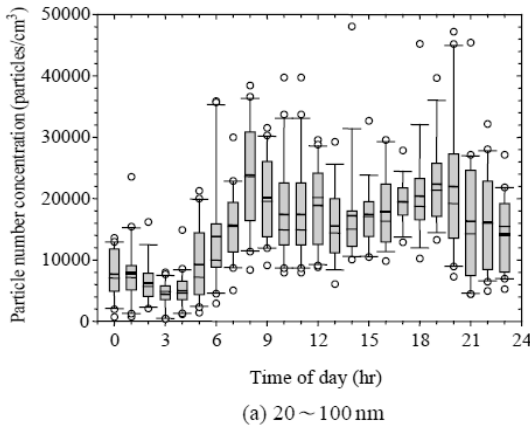 Particle number concentration (particles/cm³)
50000
40000
30000
20000
10000
0
0 3 6 9 12 15 18 21 24
Time of day (hr)
(a) 20～100 nm